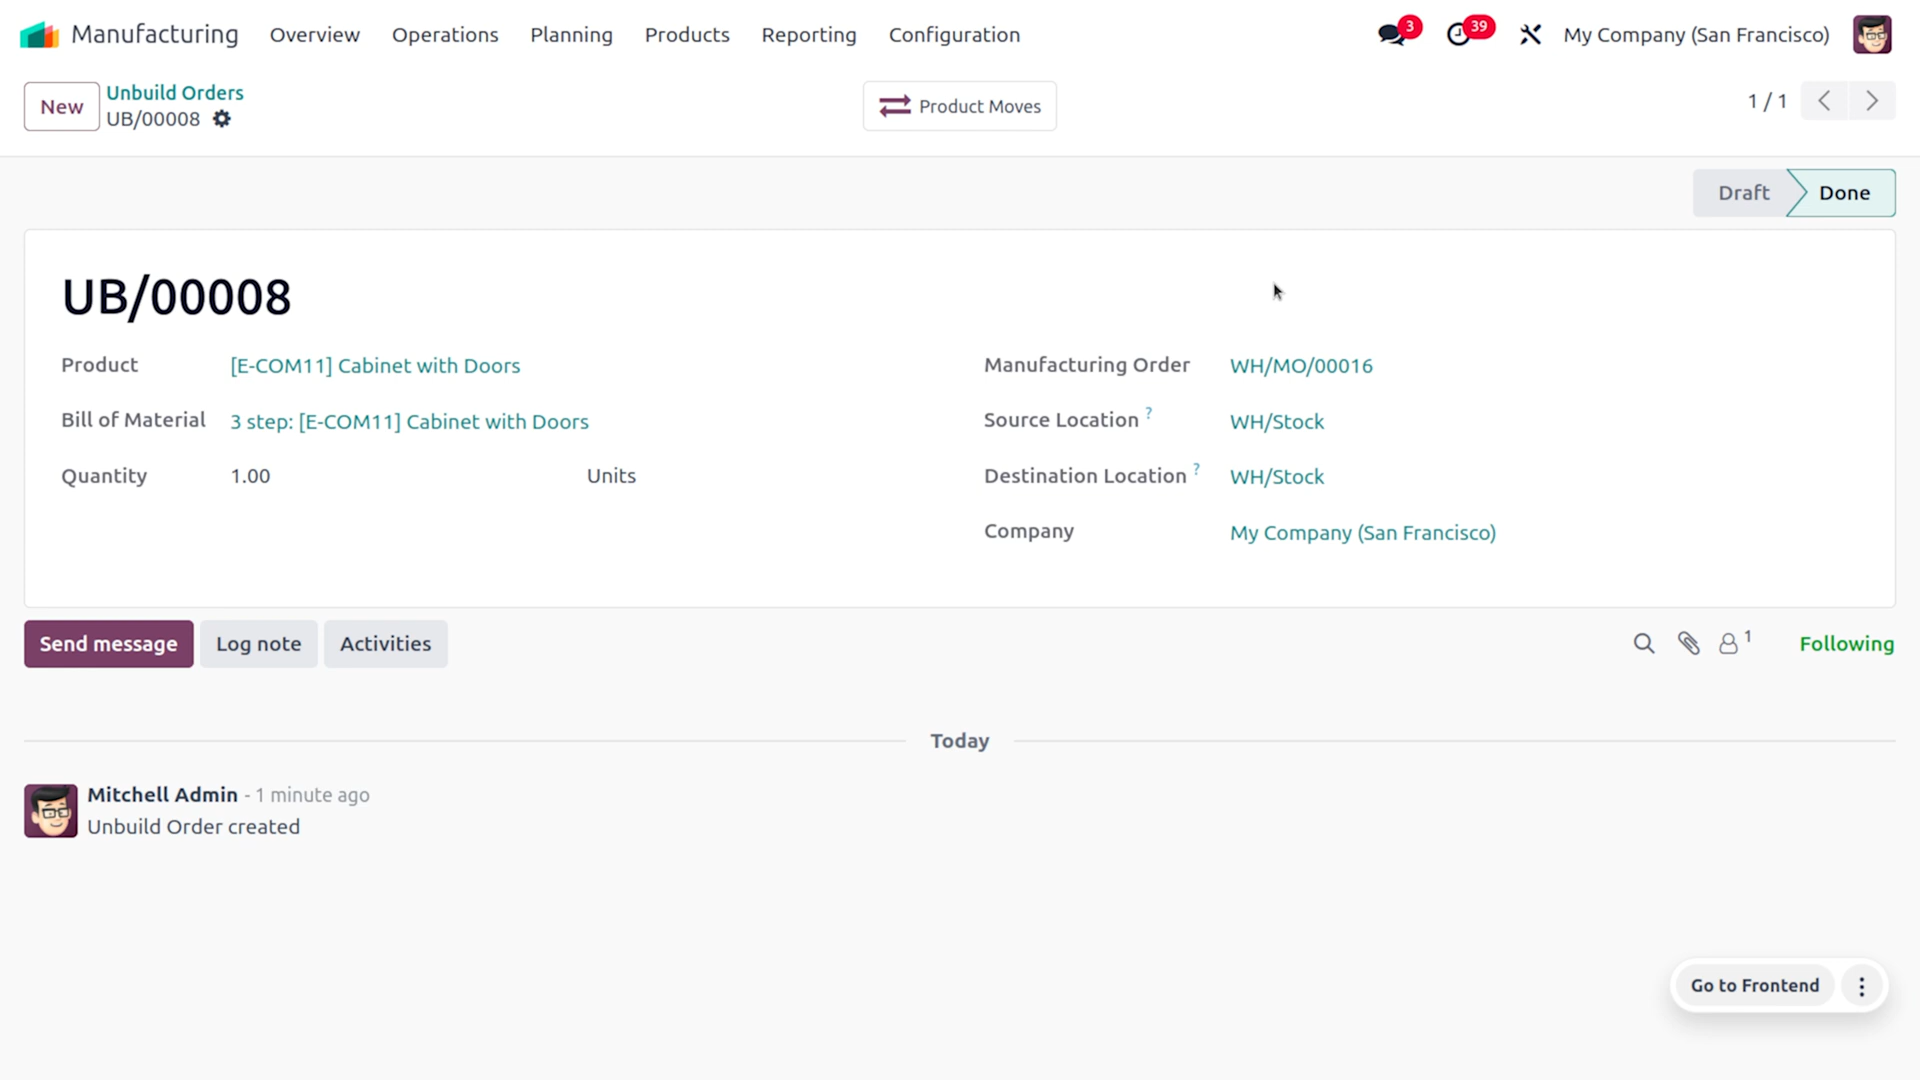 Manufacturing Overview Operations Planning Products Reporting Configuration 3 39 My Company (San Francisco)
New Unbuild Orders
UB/00008
Product Moves
1 / 1
Draft Done
UB/00008
Product [E-COM11] Cabinet with Doors
Manufacturing Order WH/MO/00016
Bill of Material 3 step: [E-COM11] Cabinet with Doors
Source Location ? WH/Stock
Quantity 1.00 Units
Destination Location ? WH/Stock
Company My Company (San Francisco)
Send message Log note Activities 1 Following
Today
Mitchell Admin - 1 minute ago
Unbuild Order created
Go to Frontend